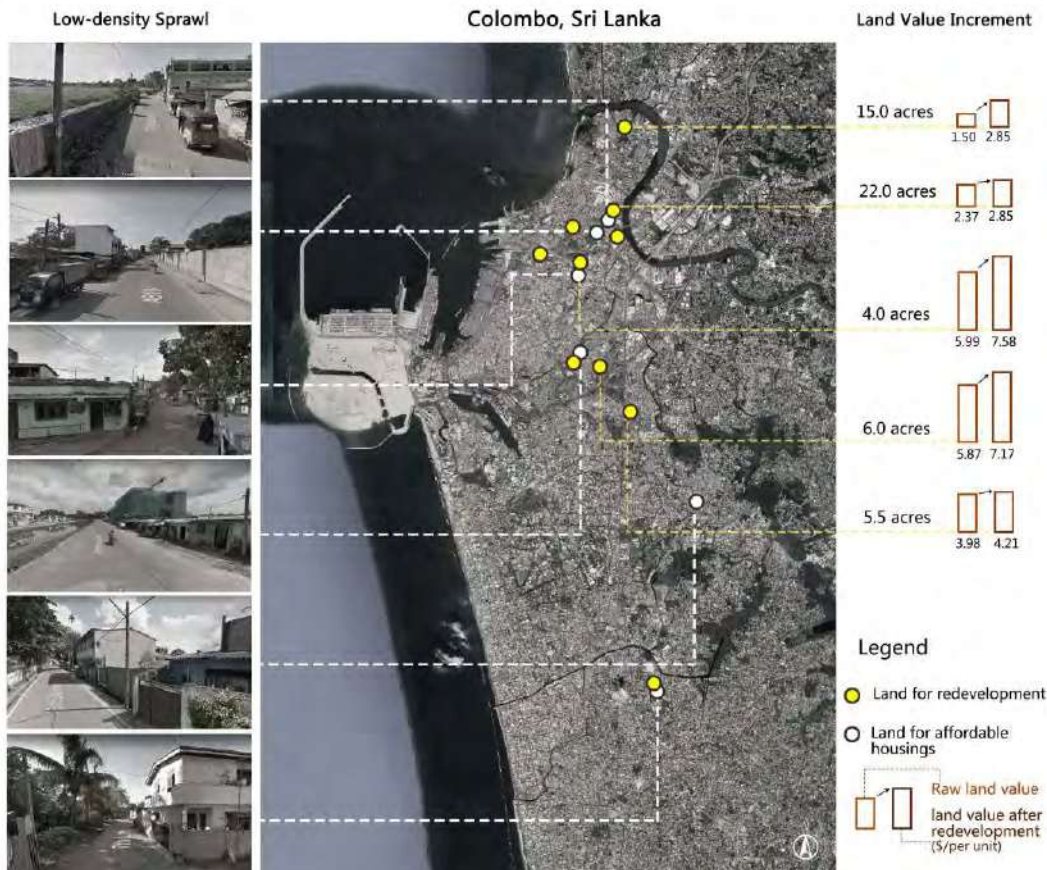 Low-density Sprawl
Colombo, Sri Lanka
Land Value Increment
15.0 acres
1.50 2.85
22.0 acres
2.37 2.85
4.0 acres
5.99 7.58
6.0 acres
5.87 7.17
5.5 acres
3.98 4.21
Legend
Land for redevelopment
Land for affordable
housings
Raw land value
land value after
redevelopment
($/per unit)